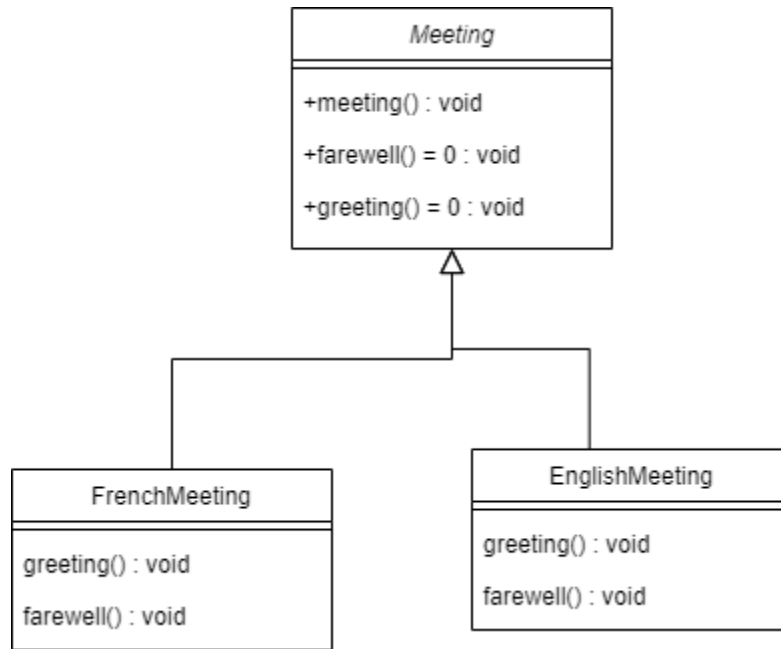 Meeting
+meeting() : void
+farewell() = 0 : void
+greeting() = 0 : void
FrenchMeeting
greeting() : void
farewell() : void
EnglishMeeting
greeting() : void
farewell() : void